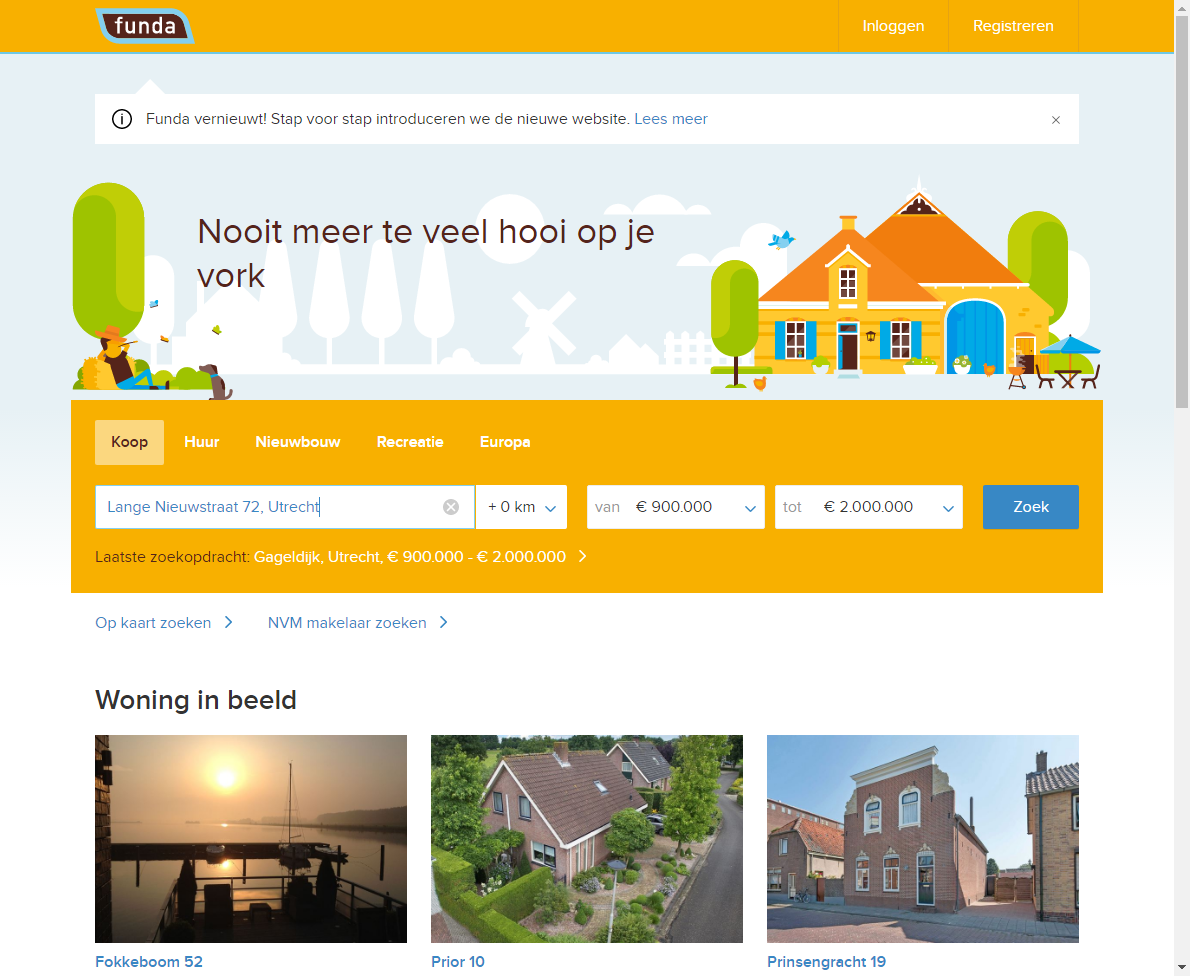 funda
Inloggen
Registreren
Funda vernieuwt! Stap voor stap introduceren we de nieuwe website. Lees meer
Nooit meer te veel hooi op je
vork
Koop Huur Nieuwbouw Recreatie Europa
Lange Nieuwstraat 72, Utrecht + 0 km van € 900.000 tot € 2.000.000 Zoek
Laatste zoekopdracht: Gageldijk, Utrecht, € 900.000 - € 2.000.000
Op kaart zoeken NVM makelaar zoeken
Woning in beeld
Fokkeboom 52 Prior 10 Prinsengracht 19